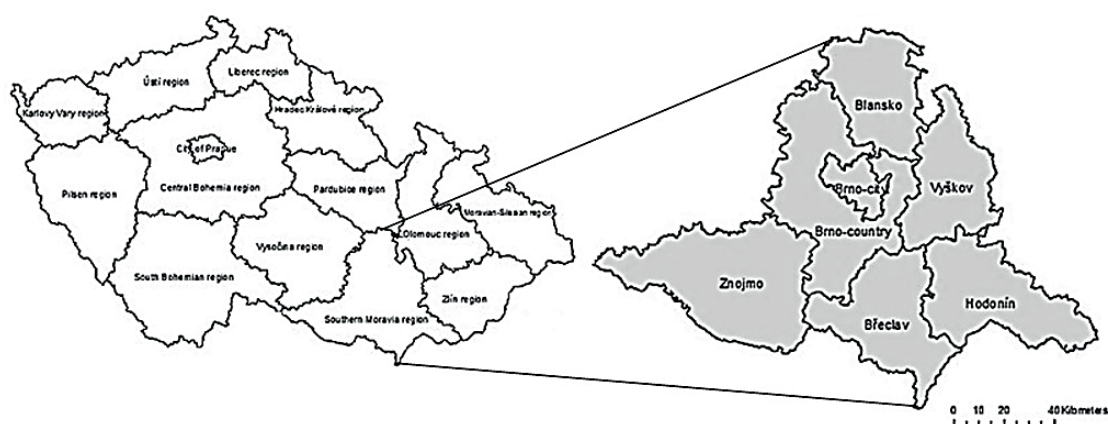 Ústí region
Liberec region
Karlovy Vary region
Hradec Králové region
City of Prague
Pilsen region
Central Bohemia region
Pardubice region
Moravian-Silesian region
Olomouc region
Vysočina region
South Bohemian region
Zlín region
Southern Moravia region
Blansko
Brno-city
Vyškov
Brno-country
Znojmo
Hodonín
Břeclav
0 10 20 40 Kilometers